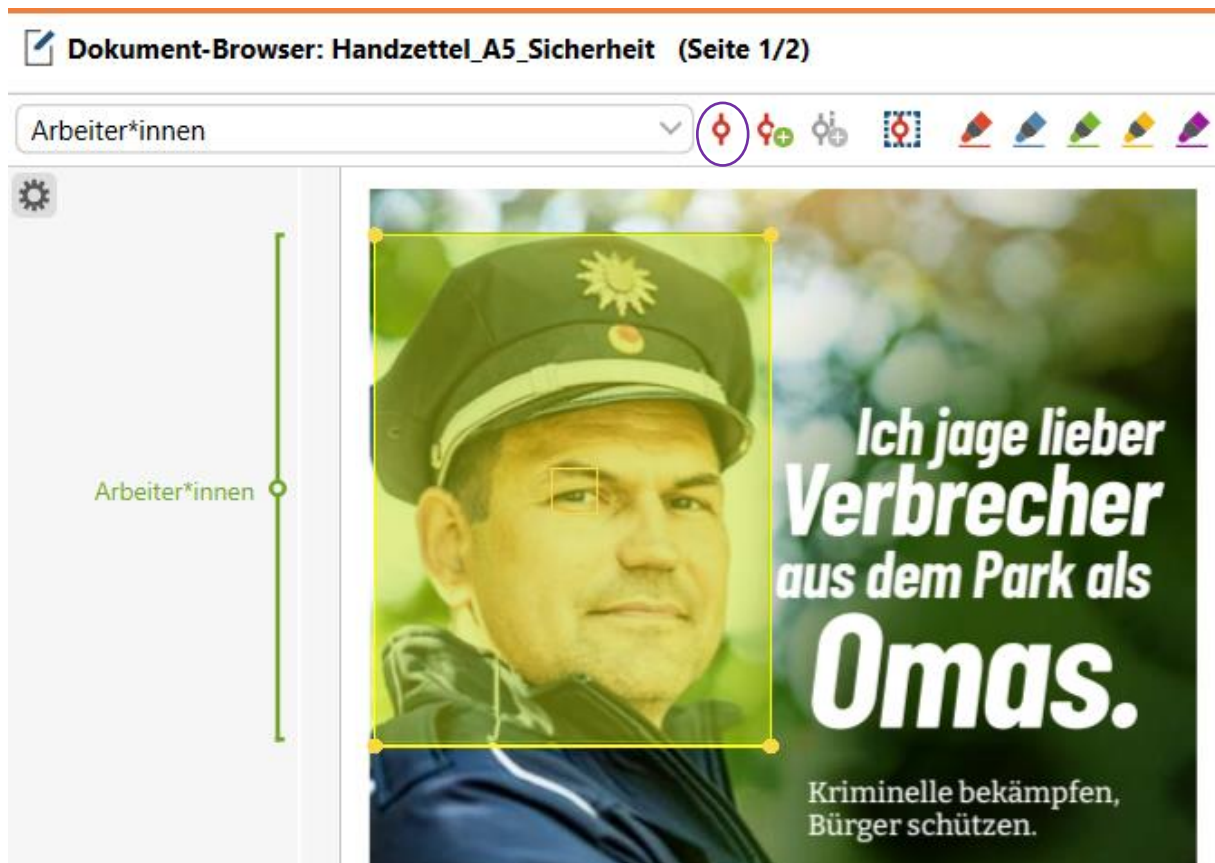 Dokument-Browser: Handzettel_A5_Sicherheit (Seite 1/2)
Arbeiter*innen
Arbeiter*innen
Ich jage lieber
Verbrecher
aus dem Park als
Omas.
Kriminelle bekämpfen,
Bürger schützen.